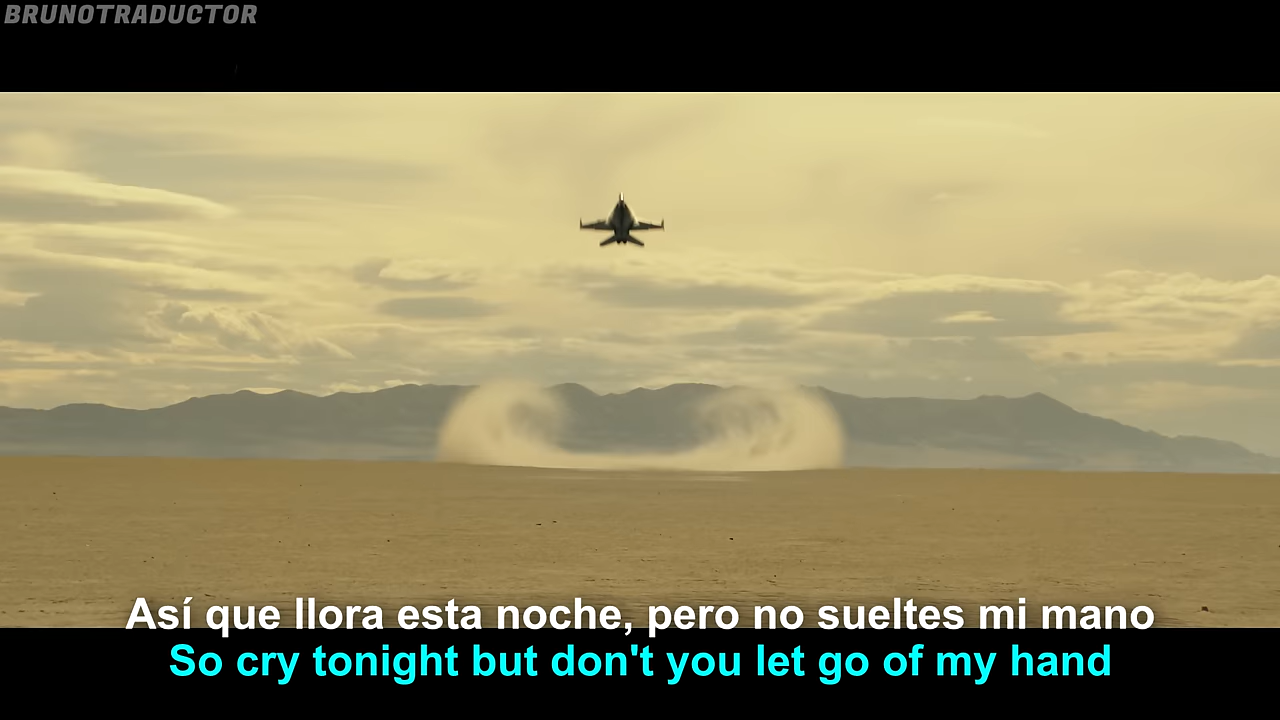 BRUNOTRADUCTOR
Así que llora esta noche, pero no sueltes mi mano
So cry tonight but don't you let go of my hand